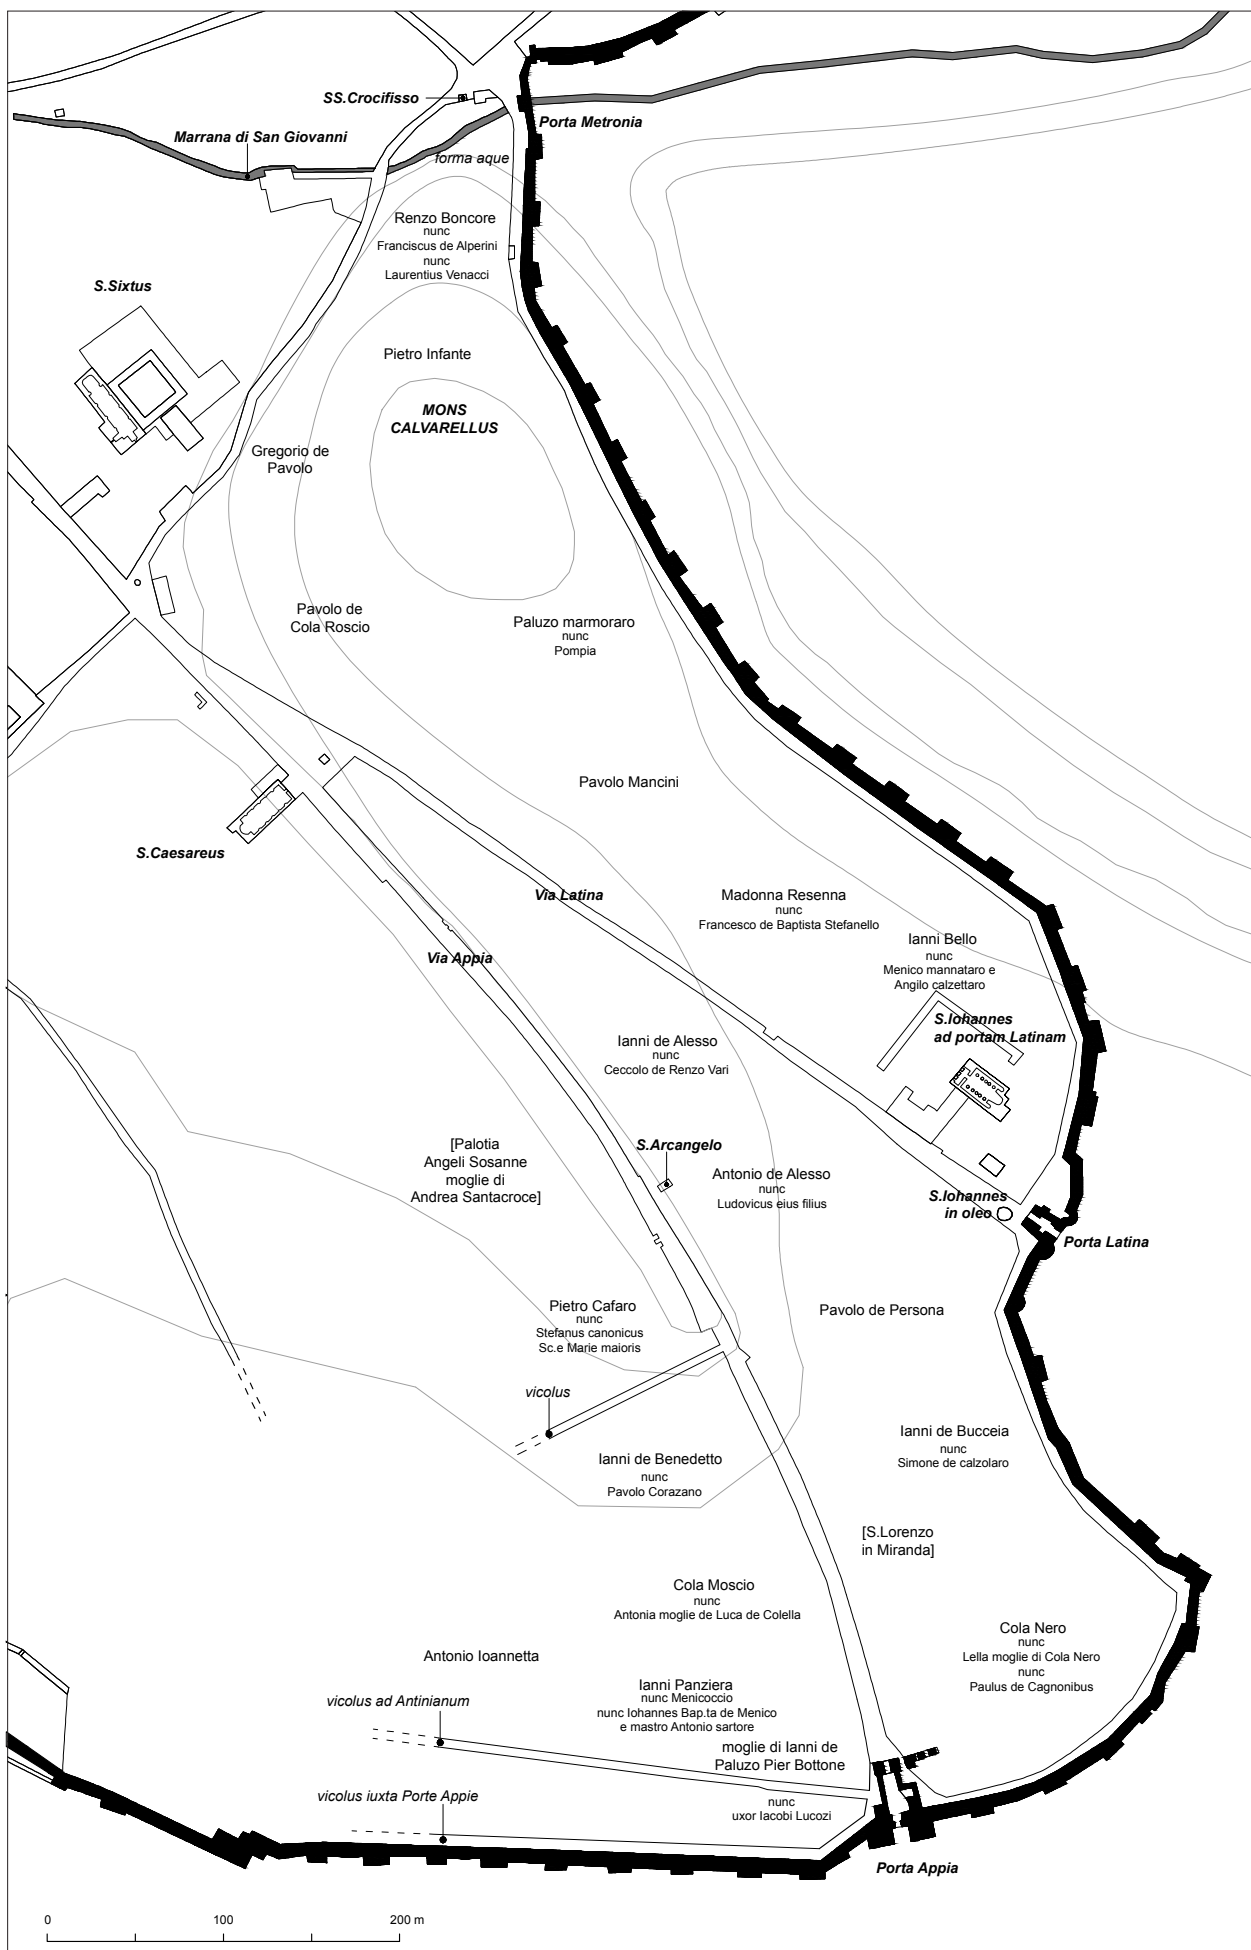 SS.Crocifisso
Porta Metronia
Marrana di San Giovanni
forma aque
Renzo Boncore
nunc
Franciscus de Alperini
nunc
Laurentius Venacci
S.Sixtus
Pietro Infante
MONS
CALVARELLUS
Gregorio de
Pavolo
Pavolo de
Cola Roscio
Paluzo marmoraro
nunc
Pompia
Pavolo Mancini
S.Caesareus
Via Latina
Madonna Resenna
nunc
Francesco de Baptista Stefanello
Via Appia
Ianni Bello
nunc
Menico mannataro e
Angilo calzettaro
S.Iohannes
ad portam Latinam
Ianni de Alesso
nunc
Ceccolo de Renzo Vari
[Palotia
Angeli Sosanne
moglie di
Andrea Santacroce]
S.Arcangelo
Antonio de Alesso
nunc
Ludovicus eius filius
S.Iohannes
in oleo
Porta Latina
Pietro Cafaro
nunc
Stefanus canonicus
Sc.e Marie maioris
Pavolo de Persona
vicolus
Ianni de Benedetto
nunc
Pavolo Corazano
Ianni de Bucceia
nunc
Simone de calzolaro
[S.Lorenzo
in Miranda]
Cola Moscio
nunc
Antonia moglie de Luca de Colella
Cola Nero
nunc
Lella moglie di Cola Nero
nunc
Paulus de Cagnonibus
Antonio Ioannetta
Ianni Panziera
nunc Menicoccio
nunc Iohannes Bap.ta de Menico
e mastro Antonio sartore
vicolus ad Antinianum
moglie di Ianni de
Paluzo Pier Bottone
nunc
uxor Iacobi Lucozi
vicolus iuxta Porte Appie
Porta Appia
0 100 200 m